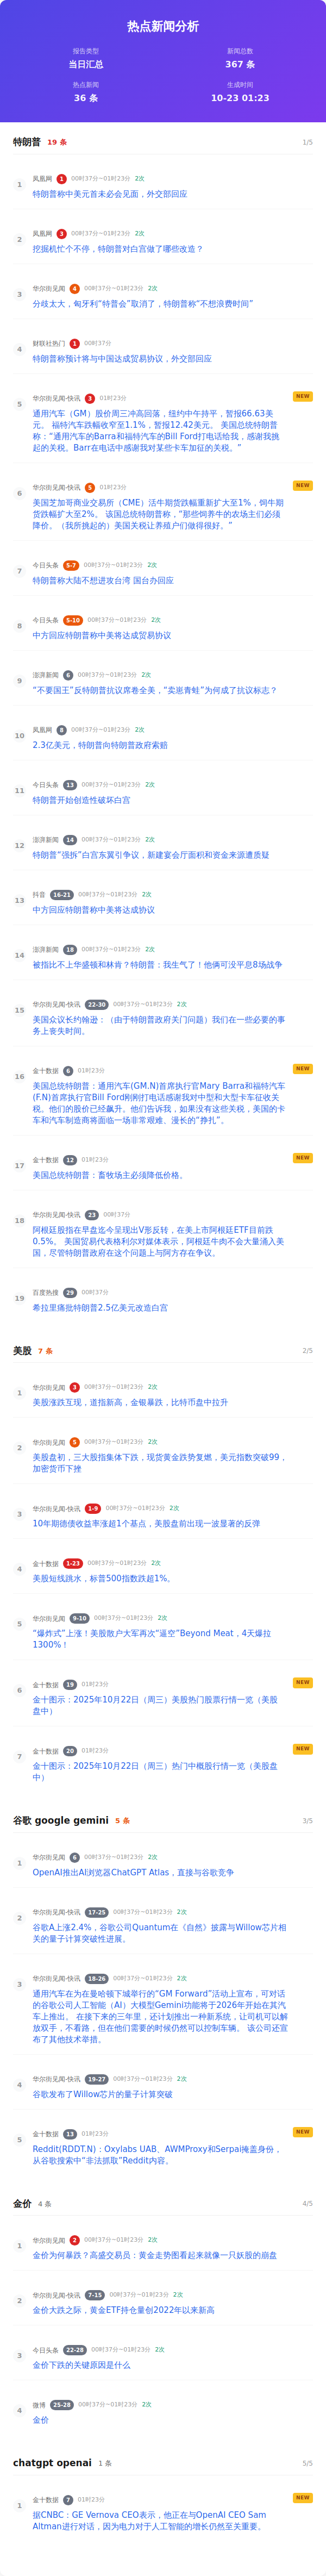 热点新闻分析
报告类型
当日汇总
新闻总数
367 条
热点新闻
36 条
生成时间
10-23 01:23
特朗普 19 条 1/5
1
凤凰网 1 00时37分~01时23分 2次
特朗普称中美元首未必会见面，外交部回应
2
凤凰网 3 00时37分~01时23分 2次
挖掘机忙个不停，特朗普对白宫做了哪些改造？
3
华尔街见闻 4 00时37分~01时23分 2次
分歧太大，匈牙利“特普会”取消了，特朗普称“不想浪费时间”
4
财联社热门 1 00时37分
特朗普称预计将与中国达成贸易协议，外交部回应
5
华尔街见闻-快讯 3 01时23分 NEW
通用汽车（GM）股价周三冲高回落，纽约中午持平，暂报66.63美
元。 福特汽车跌幅收窄至1.1%，暂报12.42美元。 美国总统特朗普
称：“通用汽车的Barra和福特汽车的Bill Ford打电话给我，感谢我挑
起的关税。Barr在电话中感谢我对某些卡车加征的关税。”
6
华尔街见闻-快讯 5 01时23分 NEW
美国芝加哥商业交易所（CME）活牛期货跌幅重新扩大至1%，饲牛期
货跌幅扩大至2%。 该国总统特朗普称，“那些饲养牛的农场主们必须
降价。（我所挑起的）美国关税让养殖户们做得很好。”
7
今日头条 5-7 00时37分~01时23分 2次
特朗普称大陆不想进攻台湾 国台办回应
8
今日头条 5-10 00时37分~01时23分 2次
中方回应特朗普称中美将达成贸易协议
9
澎湃新闻 6 00时37分~01时23分 2次
“不要国王”反特朗普抗议席卷全美，“卖崽青蛙”为何成了抗议标志？
10
凤凰网 8 00时37分~01时23分 2次
2.3亿美元，特朗普向特朗普政府索赔
11
今日头条 13 00时37分~01时23分 2次
特朗普开始创造性破坏白宫
12
澎湃新闻 14 00时37分~01时23分 2次
特朗普“强拆”白宫东翼引争议，新建宴会厅面积和资金来源遭质疑
13
抖音 16-21 00时37分~01时23分 2次
中方回应特朗普称中美将达成协议
14
澎湃新闻 18 00时37分~01时23分 2次
被指比不上华盛顿和林肯？特朗普：我生气了！他俩可没平息8场战争
15
华尔街见闻-快讯 22-30 00时37分~01时23分 2次
美国众议长约翰逊：（由于特朗普政府关门问题）我们在一些必要的事
务上丧失时间。
16
金十数据 6 01时23分 NEW
美国总统特朗普：通用汽车(GM.N)首席执行官Mary Barra和福特汽车
(F.N)首席执行官Bill Ford刚刚打电话感谢我对中型和大型卡车征收关
税。他们的股价已经飙升。他们告诉我，如果没有这些关税，美国的卡
车和汽车制造商将面临一场非常艰难、漫长的“挣扎”。
17
金十数据 12 01时23分 NEW
美国总统特朗普：畜牧场主必须降低价格。
18
华尔街见闻-快讯 23 00时37分
阿根廷股指在早盘迄今呈现出V形反转，在美上市阿根廷ETF目前跌
0.5%。 美国贸易代表格利尔对媒体表示，阿根廷牛肉不会大量涌入美
国，尽管特朗普政府在这个问题上与阿方存在争议。
19
百度热搜 29 00时37分
希拉里痛批特朗普2.5亿美元改造白宫
美股 7 条 2/5
1
华尔街见闻 3 00时37分~01时23分 2次
美股涨跌互现，道指新高，金银暴跌，比特币盘中拉升
2
华尔街见闻 5 00时37分~01时23分 2次
美股盘初，三大股指集体下跌，现货黄金跌势复燃，美元指数突破99，
加密货币下挫
3
华尔街见闻-快讯 1-9 00时37分~01时23分 2次
10年期德债收益率涨超1个基点，美股盘前出现一波显著的反弹
4
金十数据 1-23 00时37分~01时23分 2次
美股短线跳水，标普500指数跌超1%。
5
华尔街见闻 9-10 00时37分~01时23分 2次
“爆炸式”上涨！美股散户大军再次“逼空”Beyond Meat，4天爆拉
1300%！
6
金十数据 19 01时23分 NEW
金十图示：2025年10月22日（周三）美股热门股票行情一览（美股
盘中）
7
金十数据 20 01时23分 NEW
金十图示：2025年10月22日（周三）热门中概股行情一览（美股盘
中）
谷歌 google gemini 5 条 3/5
1
华尔街见闻 6 00时37分~01时23分 2次
OpenAI推出AI浏览器ChatGPT Atlas，直接与谷歌竞争
2
华尔街见闻-快讯 17-25 00时37分~01时23分 2次
谷歌A上涨2.4%，谷歌公司Quantum在《自然》披露与Willow芯片相
关的量子计算突破性进展。
3
华尔街见闻-快讯 18-26 00时37分~01时23分 2次
通用汽车在为在曼哈顿下城举行的“GM Forward”活动上宣布，可对话
的谷歌公司人工智能（AI）大模型Gemini功能将于2026年开始在其汽
车上推出。 在接下来的三年里，还计划推出一种新系统，让司机可以解
放双手，不看路，但在他们需要的时候仍然可以控制车辆。 该公司还宣
布了其他技术举措。
4
华尔街见闻-快讯 19-27 00时37分~01时23分 2次
谷歌发布了Willow芯片的量子计算突破
5
金十数据 13 01时23分 NEW
Reddit(RDDT.N)：Oxylabs UAB、AWMProxy和Serpai掩盖身份，
从谷歌搜索中“非法抓取”Reddit内容。
金价 4 条 4/5
1
华尔街见闻 2 00时37分~01时23分 2次
金价为何暴跌？高盛交易员：黄金走势图看起来就像一只妖股的崩盘
2
华尔街见闻-快讯 7-15 00时37分~01时23分 2次
金价大跌之际，黄金ETF持仓量创2022年以来新高
3
今日头条 22-28 00时37分~01时23分 2次
金价下跌的关键原因是什么
4
微博 25-28 00时37分~01时23分 2次
金价
chatgpt openai 1 条 5/5
1
金十数据 7 01时23分 NEW
据CNBC：GE Vernova CEO表示，他正在与OpenAI CEO Sam
Altman进行对话，因为电力对于人工智能的增长仍然至关重要。